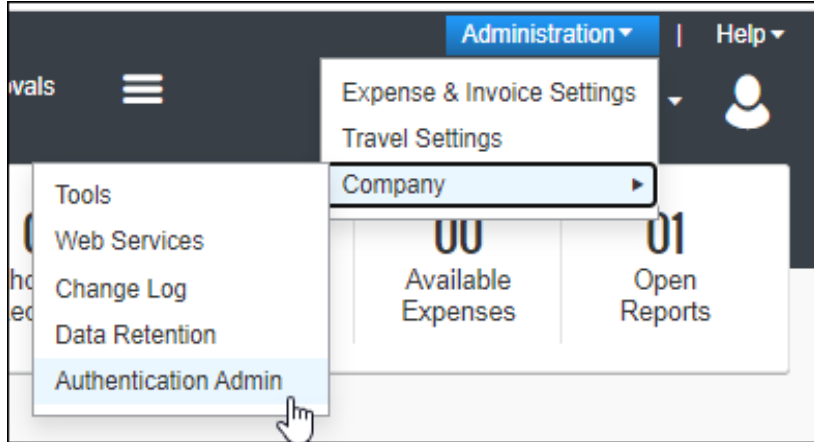 Administration | Help
Expense & Invoice Settings
Travel Settings
Company
Tools
Web Services
Change Log
Data Retention
Authentication Admin
00
Available
Expenses
01
Open
Reports